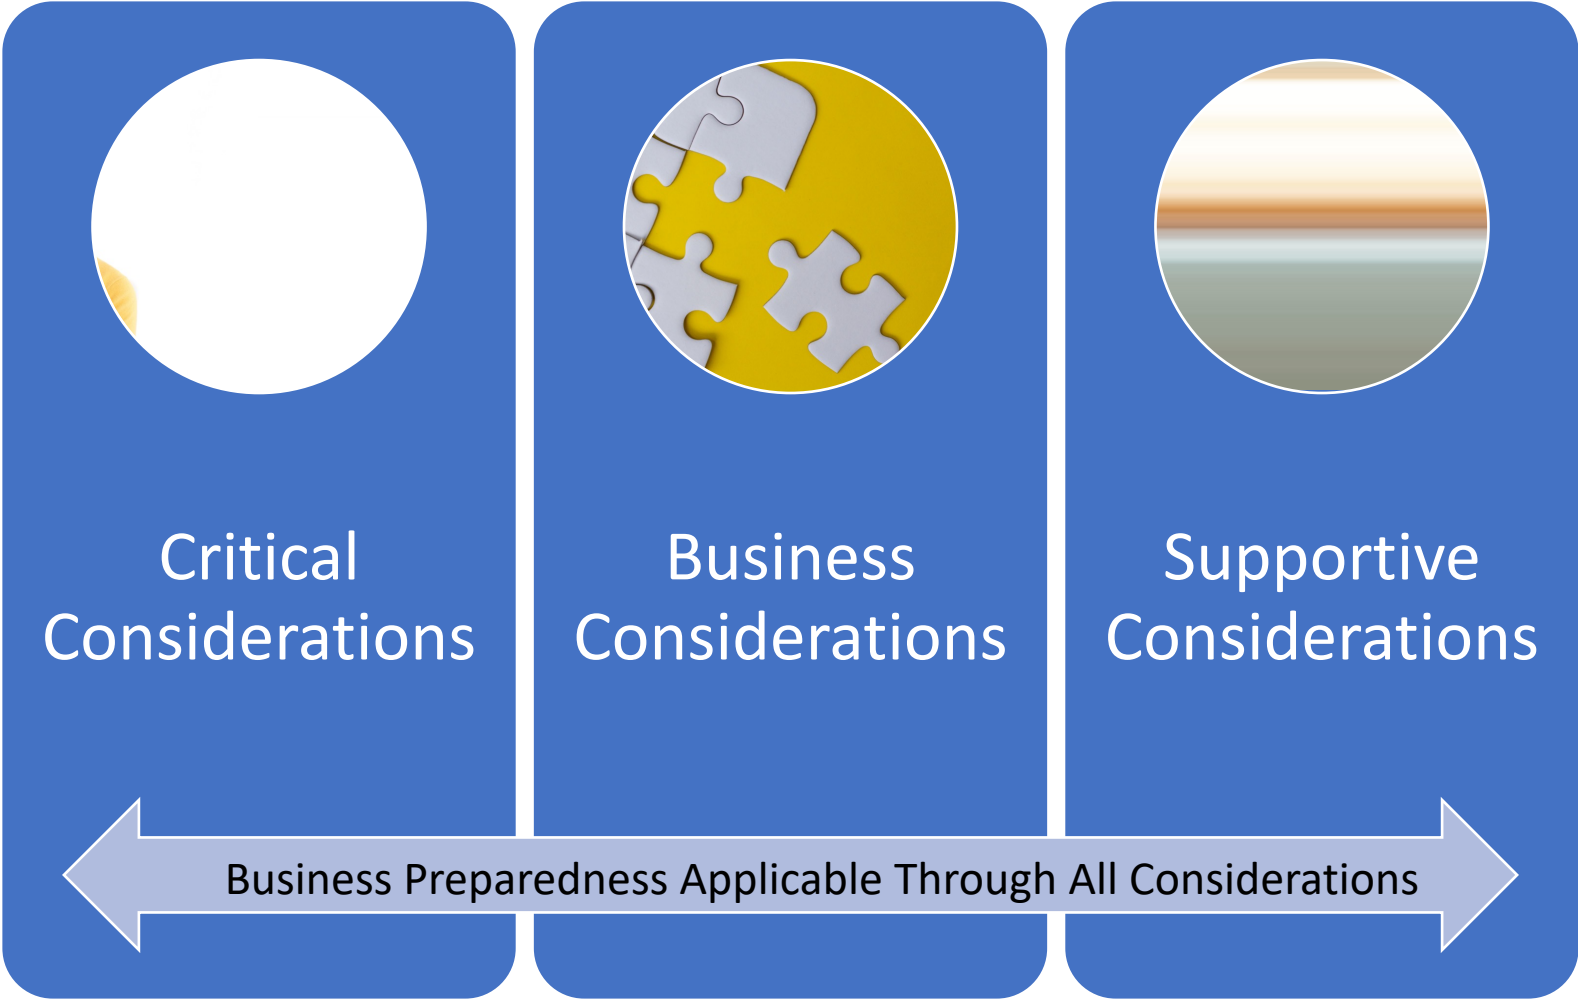 Critical
Considerations
Business
Considerations
Supportive
Considerations
Business Preparedness Applicable Through All Considerations